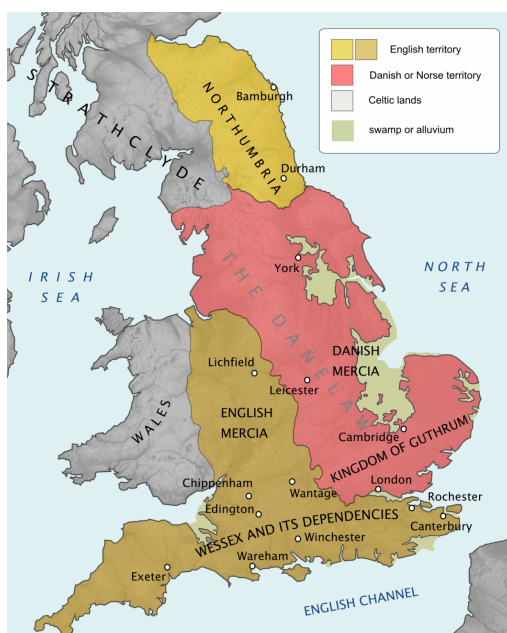 English territory
Danish or Norse territory
Celtic lands
swamp or alluvium
STRATHCLYDE
NORTHUMBRIA
Bamburgh
Durham
THE DANELAW
York
IRISH
SEA
NORTH
SEA
DANISH
MERCIA
Lichfield
Leicester
ENGLISH
MERCIA
WALES
Cambridge
KINGDOM OF GUTHRUM
Chippenham
Wantage
London
Edington
Rochester
WESSEX AND ITS DEPENDENCIES
Canterbury
Winchester
Wareham
Exeter
ENGLISH CHANNEL